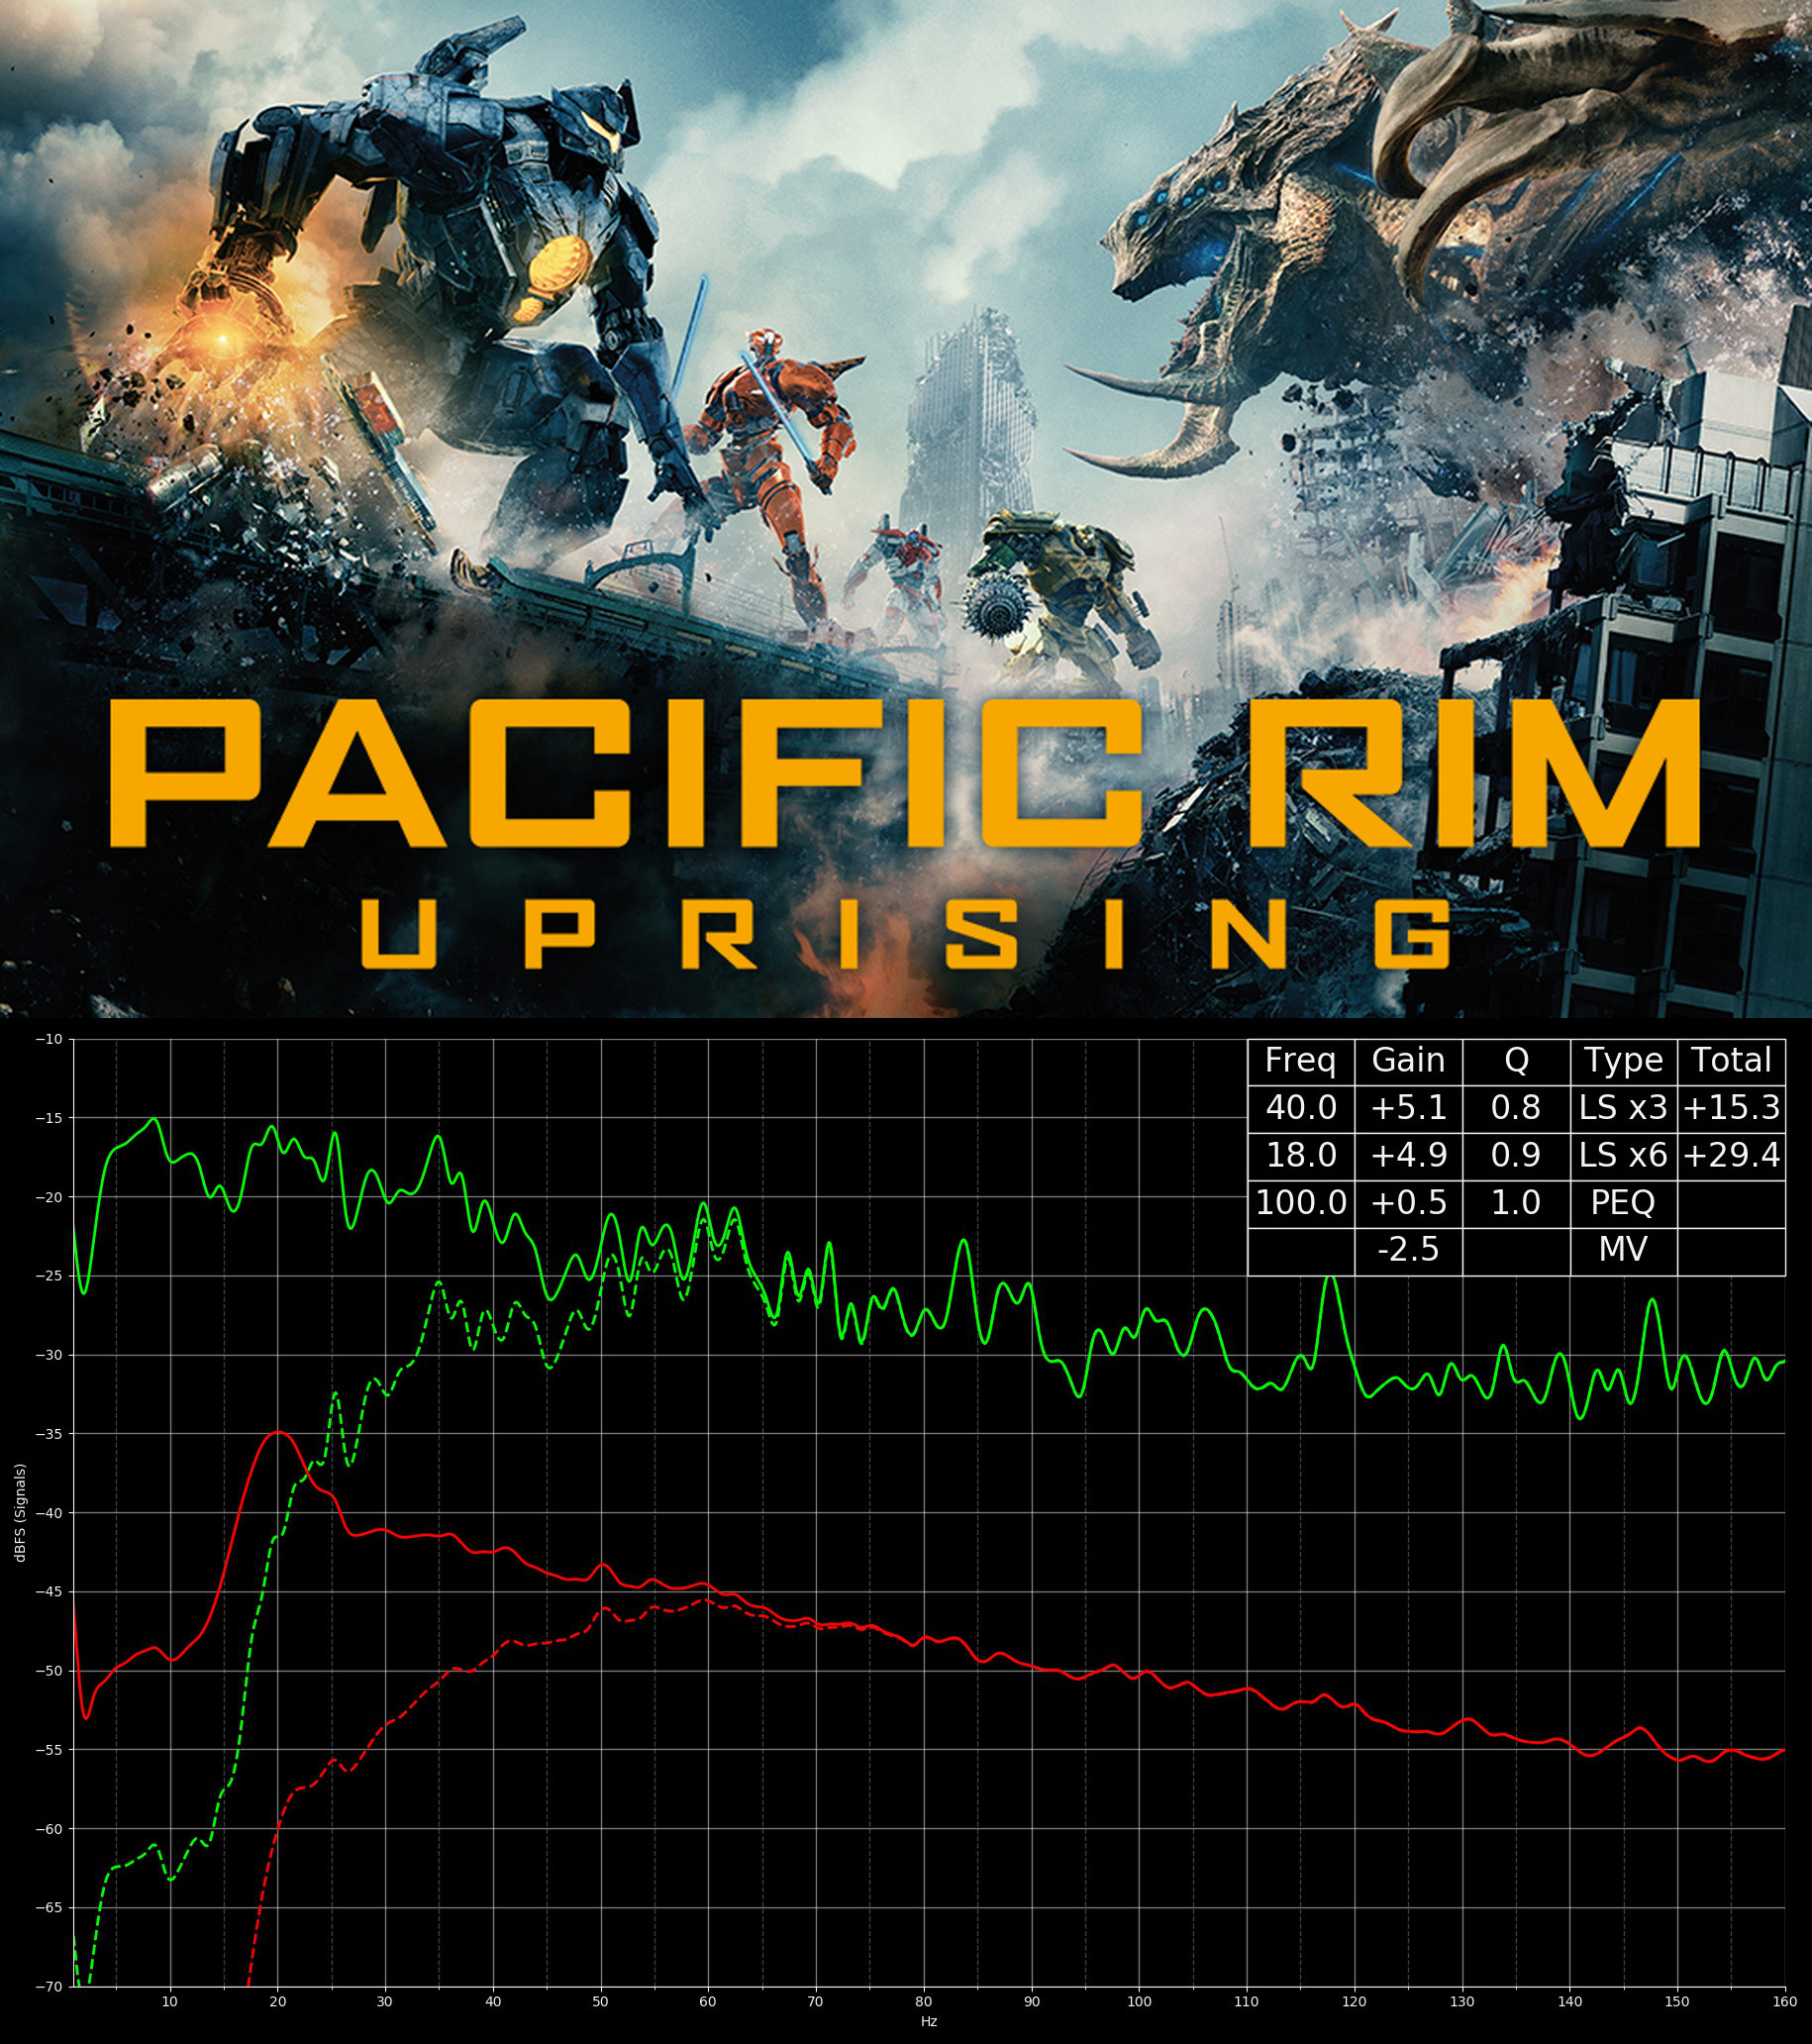 PACIFIC RIM
UPRISING
Freq Gain Q Type Total
40.0 +5.1 0.8 LS x3 +15.3
18.0 +4.9 0.9 LS x6 +29.4
100.0 +0.5 1.0 PEQ
-2.5 MV
−10
−15
−20
−25
−30
−35
−40
−45
−50
−55
−60
−65
−70
dBFS (Signals)
10 20 30 40 50 60 70 80 90 100 110 120 130 140 150 160
Hz